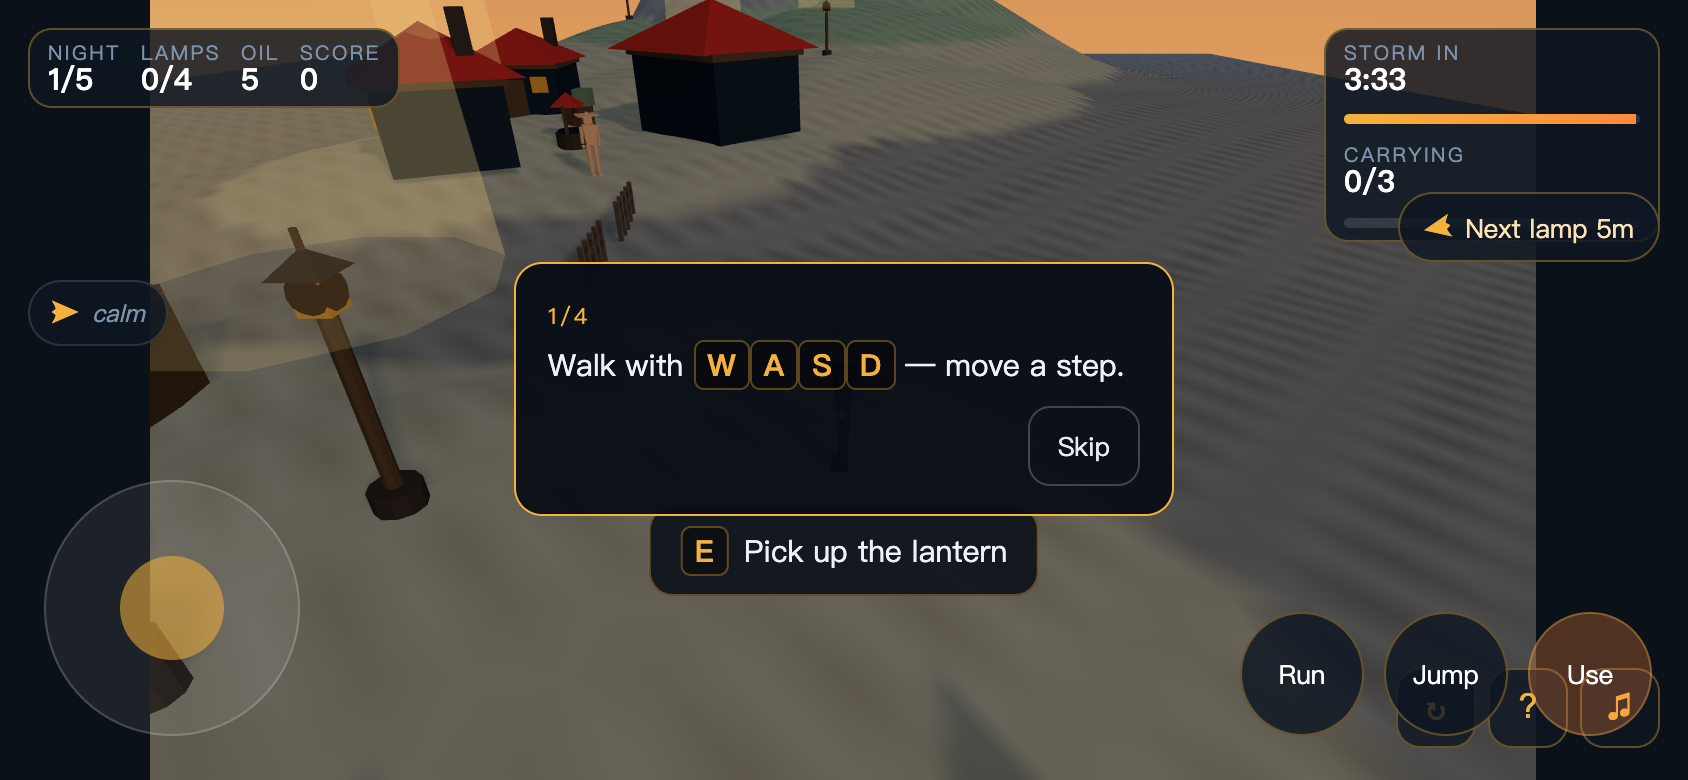 NIGHT LAMPS OIL SCORE
1/5 0/4 5 0
STORM IN
3:33
CARRYING
0/3
Next lamp 5m
calm
1/4
Walk with W A S D — move a step.
Skip
E Pick up the lantern
Run Jump Use
↻ ? ♫